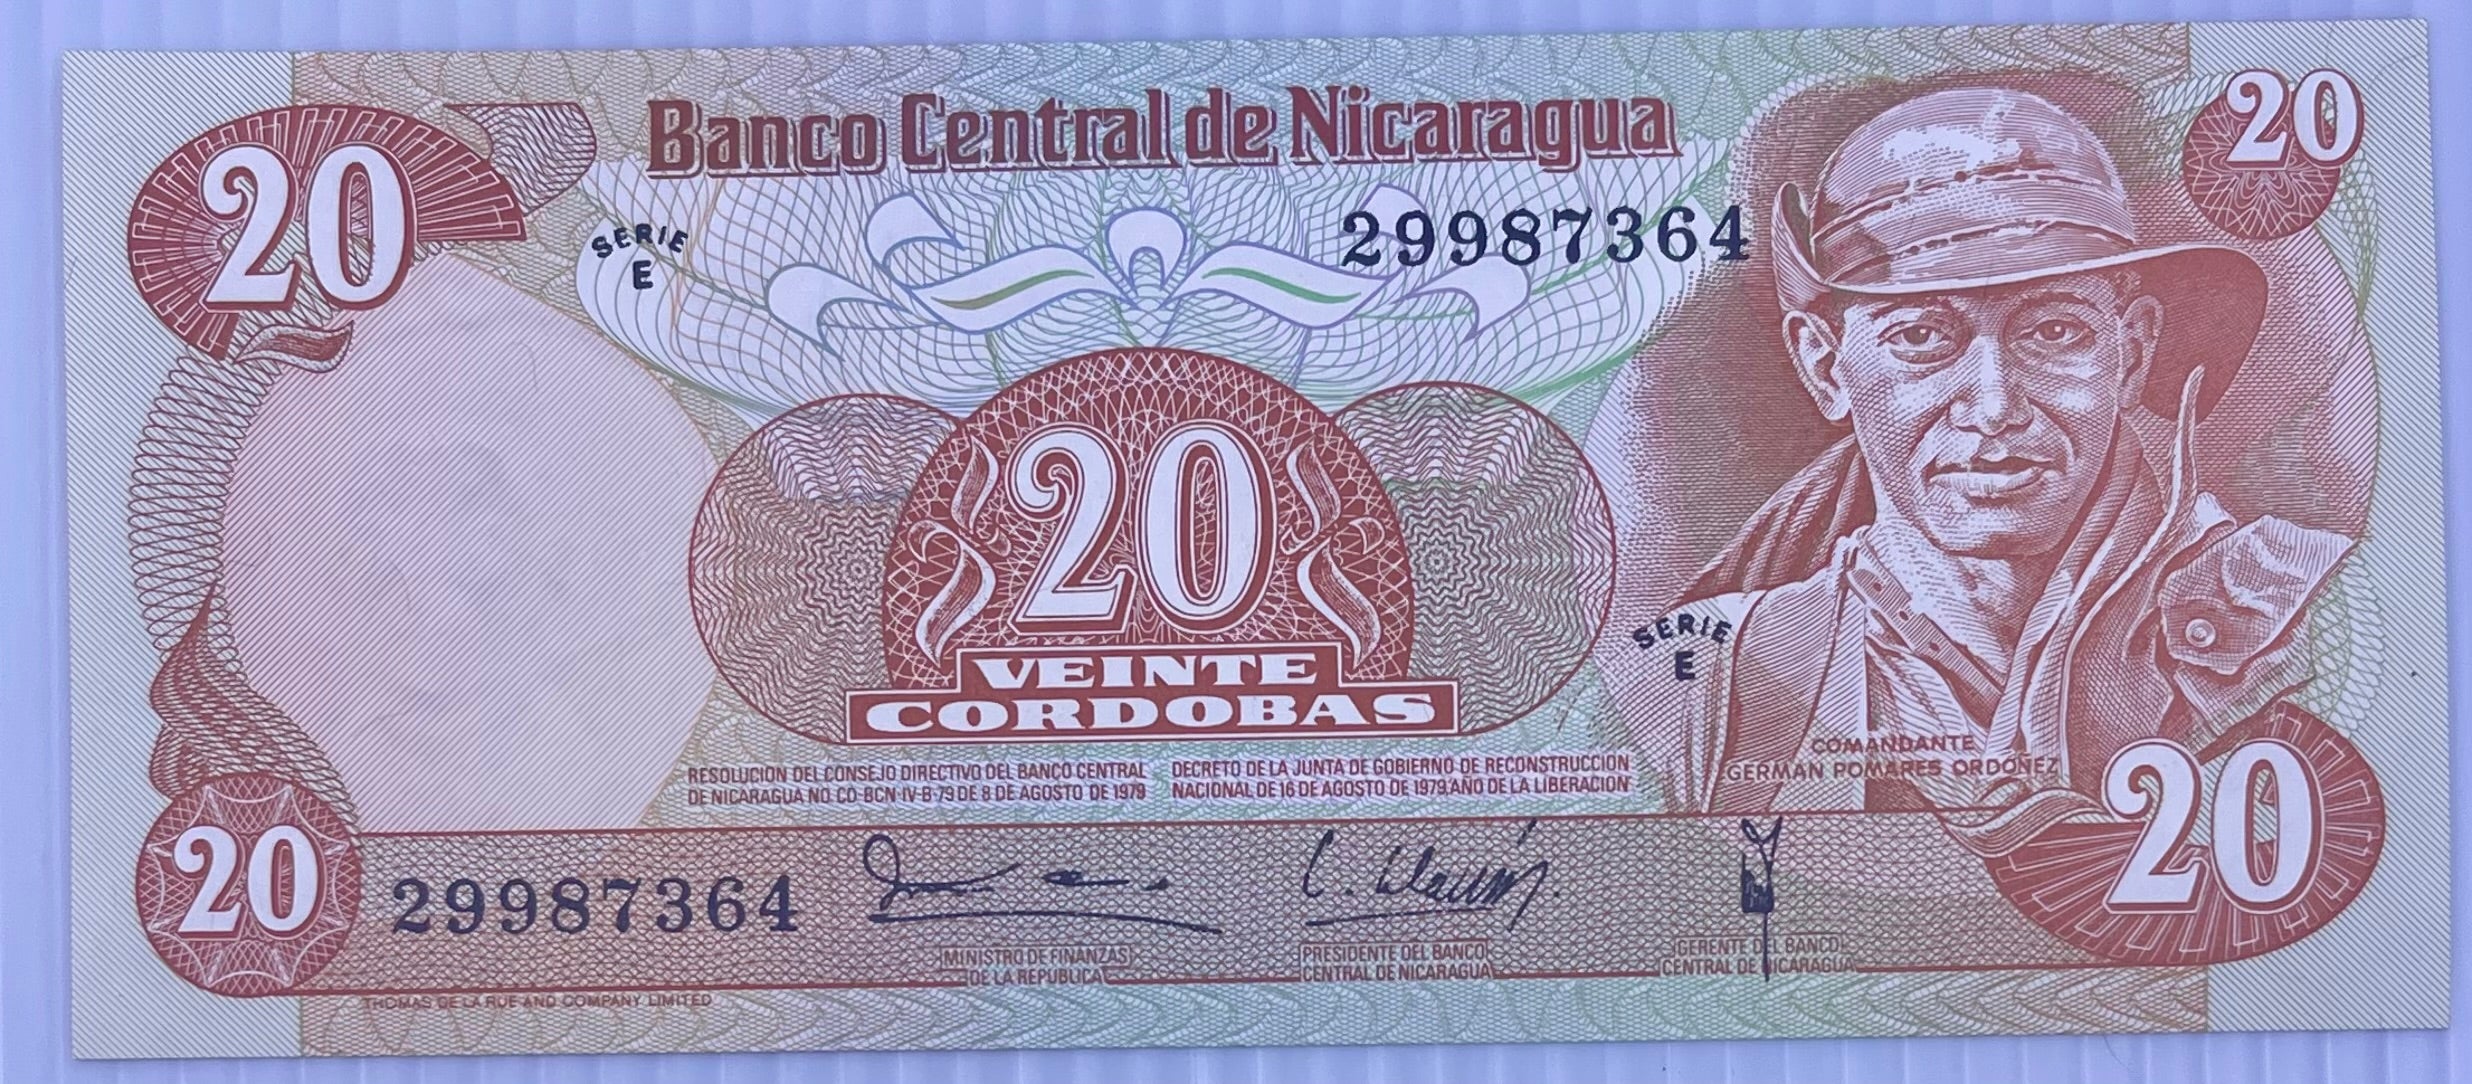 Banco Central de Nicaragua
20
20
SERIE
E
29987364
20
VEINTE
CORDOBAS
SERIE
E
RESOLUCION DEL CONSEJO DIRECTIVO DEL BANCO CENTRAL
DE NICARAGUA NO. CD-BCN-IV-B-79 DE 8 DE AGOSTO DE 1979
DECRETO DE LA JUNTA DE GOBIERNO DE RECONSTRUCCION
NACIONAL DE 16 DE AGOSTO DE 1979, AÑO DE LA LIBERACION
COMANDANTE
GERMAN POMARES ORDOÑEZ
20
20
29987364
MINISTRO DE FINANZAS
DE LA REPUBLICA
PRESIDENTE DEL BANCO
CENTRAL DE NICARAGUA
GERENTE DEL BANCO
CENTRAL DE NICARAGUA
THOMAS DE LA RUE AND COMPANY LIMITED